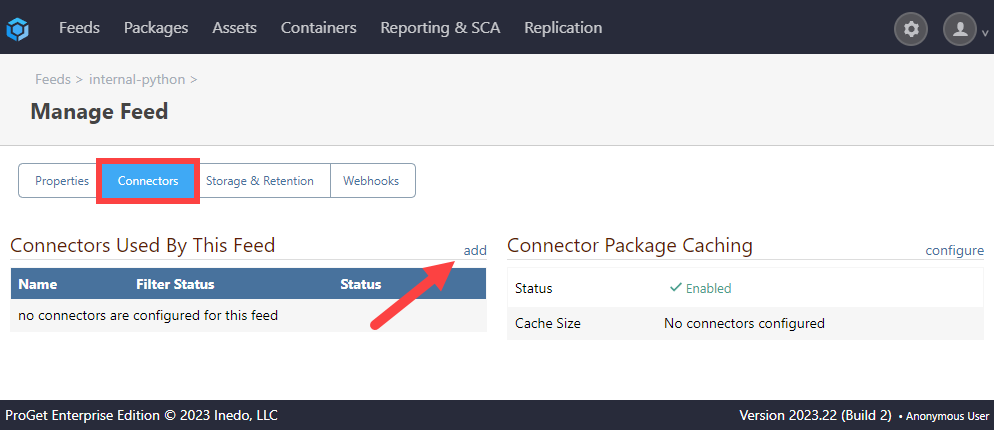 Feeds Packages Assets Containers Reporting & SCA Replication
Feeds > internal-python >
Manage Feed
Properties Connectors Storage & Retention Webhooks
Connectors Used By This Feed add
Name Filter Status Status
no connectors are configured for this feed
Connector Package Caching configure
Status Enabled
Cache Size No connectors configured
ProGet Enterprise Edition © 2023 Inedo, LLC Version 2023.22 (Build 2) • Anonymous User